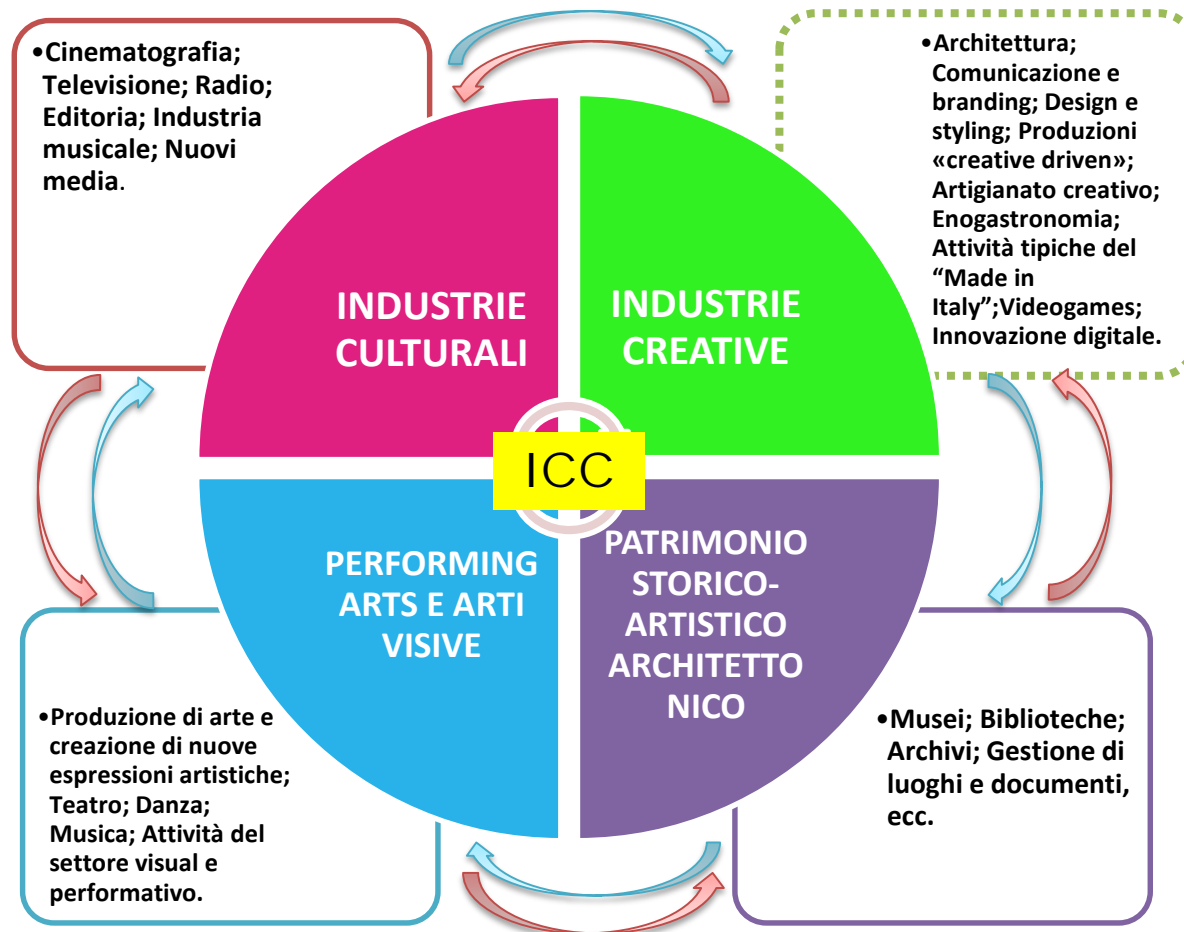 •Cinematografia;
Televisione; Radio;
Editoria; Industria
musicale; Nuovi
media.
•Architettura;
Comunicazione e
branding; Design e
styling; Produzioni
«creative driven»;
Artigianato creativo;
Enogastronomia;
Attività tipiche del
“Made in
Italy”;Videogames;
Innovazione digitale.
INDUSTRIE
CULTURALI
INDUSTRIE
CREATIVE
ICC
PERFORMING
ARTS E ARTI
VISIVE
PATRIMONIO
STORICO-
ARTISTICO
ARCHITETTO
NICO
•Produzione di arte e
creazione di nuove
espressioni artistiche;
Teatro; Danza;
Musica; Attività del
settore visual e
performativo.
•Musei; Biblioteche;
Archivi; Gestione di
luoghi e documenti,
ecc.